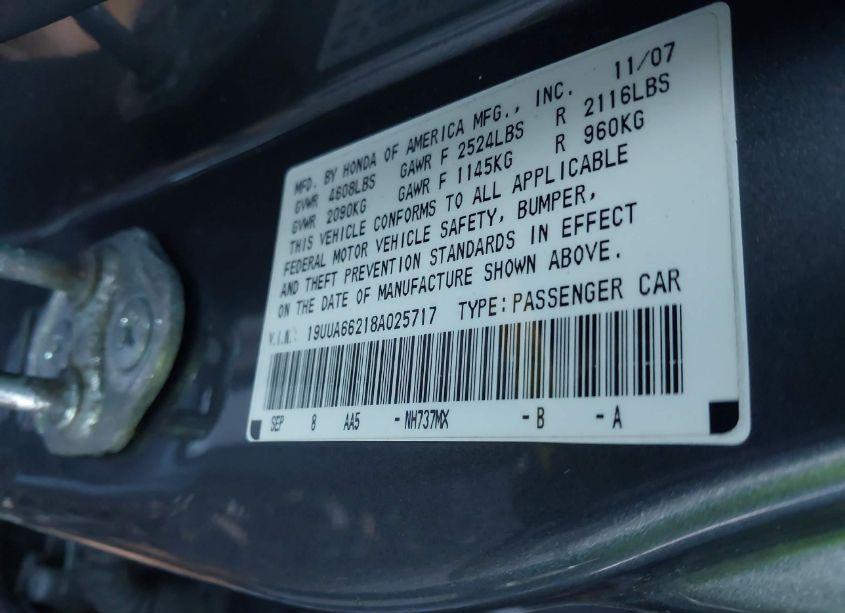 MFD. BY HONDA OF AMERICA MFG., INC. 11/07
GVWR 4608LBS GAWR F 2524LBS R 2116LBS
GVWR 2090KG GAWR F 1145KG R 960KG
THIS VEHICLE CONFORMS TO ALL APPLICABLE
FEDERAL MOTOR VEHICLE SAFETY, BUMPER,
AND THEFT PREVENTION STANDARDS IN EFFECT
ON THE DATE OF MANUFACTURE SHOWN ABOVE.
V.I.N.: 19UUA66218A025717 TYPE: PASSENGER CAR
SEP 8 AA5 -NH737MX -B -A